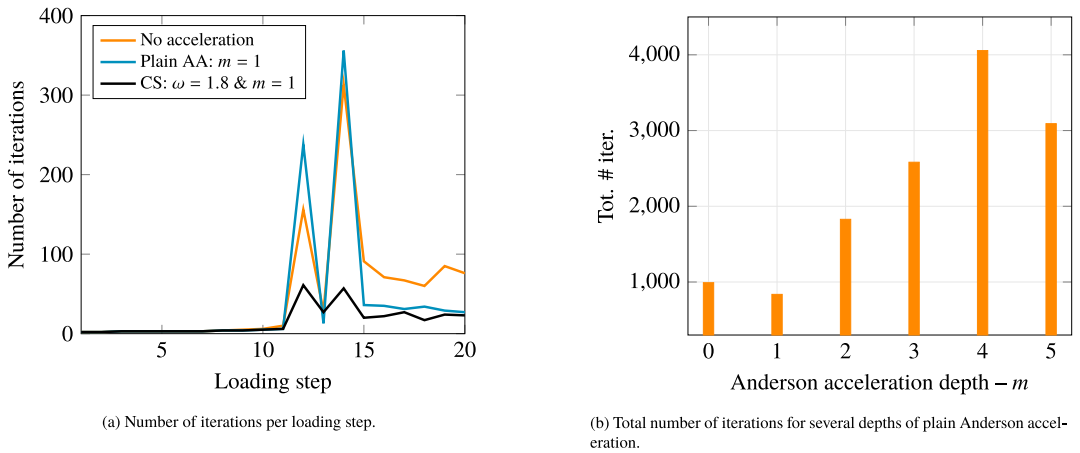 400
300
200
100
0
Number of iterations
No acceleration
Plain AA: m = 1
CS: ω = 1.8 & m = 1
5
10
15
20
Loading step
(a) Number of iterations per loading step.
4,000
3,000
2,000
1,000
Tot. # iter.
0
1
2
3
4
5
Anderson acceleration depth – m
(b) Total number of iterations for several depths of plain Anderson accel-
eration.